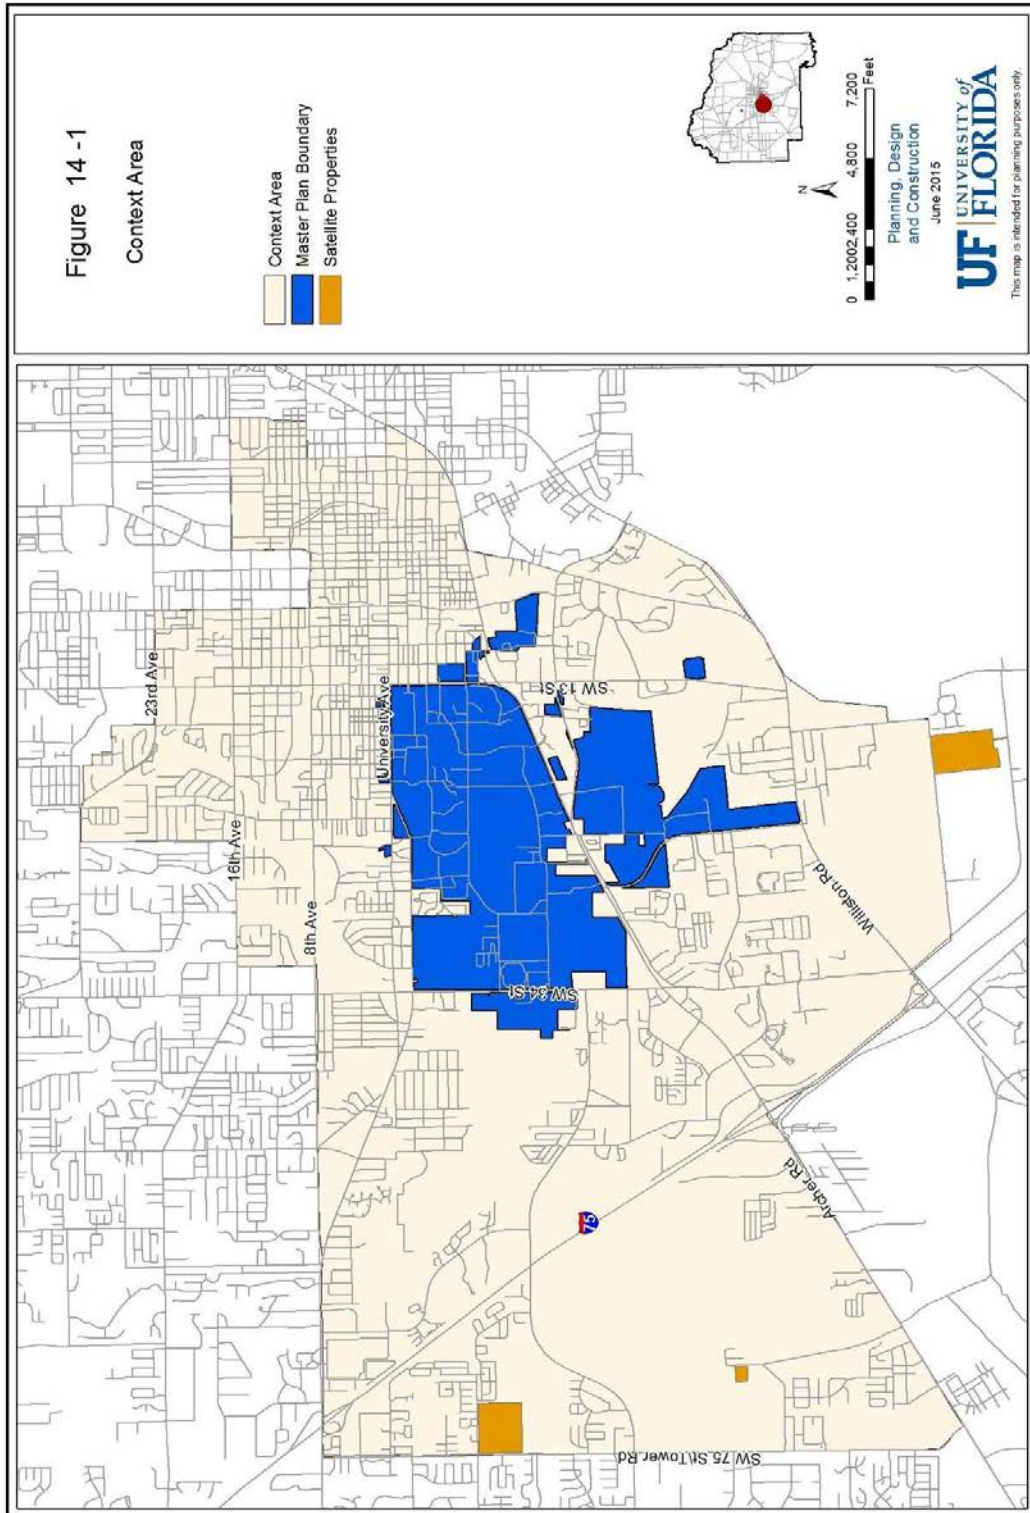 Figure 14 -1
Context Area
Context Area
Master Plan Boundary
Satellite Properties
N
0 1,2002,400 4,800 7,200
Feet
Planning, Design
and Construction
June 2015
UF UNIVERSITY of
FLORIDA
This map is intended for planning purposes only.
23rd Ave
16th Ave
8th Ave
University Ave
SW 13 St
SW 34 St
Williston Rd
Archer Rd
75
SW 75 St\Tower Rd